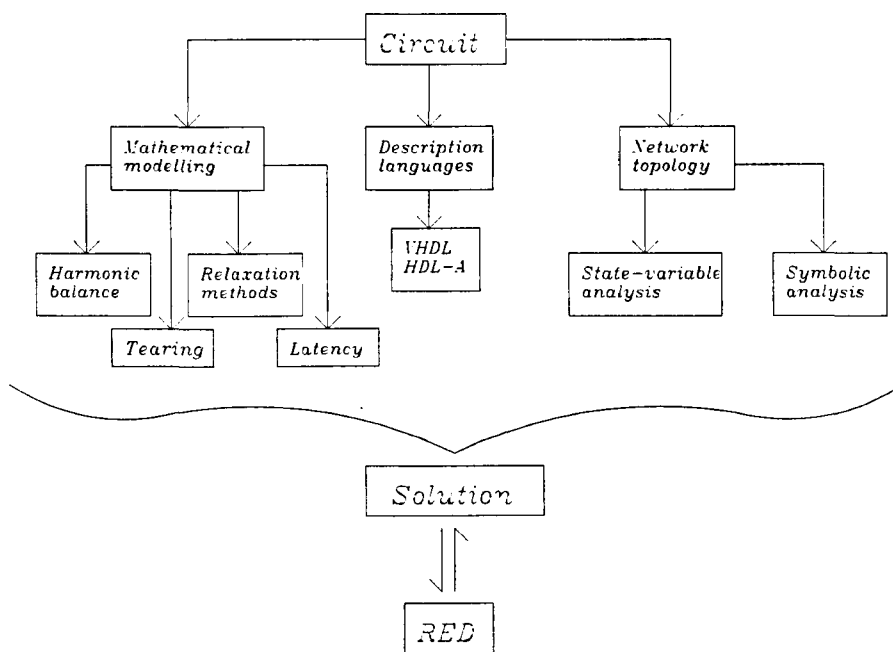 Circuit
Mathematical
modelling
Description
languages
Network
topology
Harmonic
balance
Relaxation
methods
VHDL
HDL-A
State-variable
analysis
Symbolic
analysis
Tearing
Latency
Solution
RED